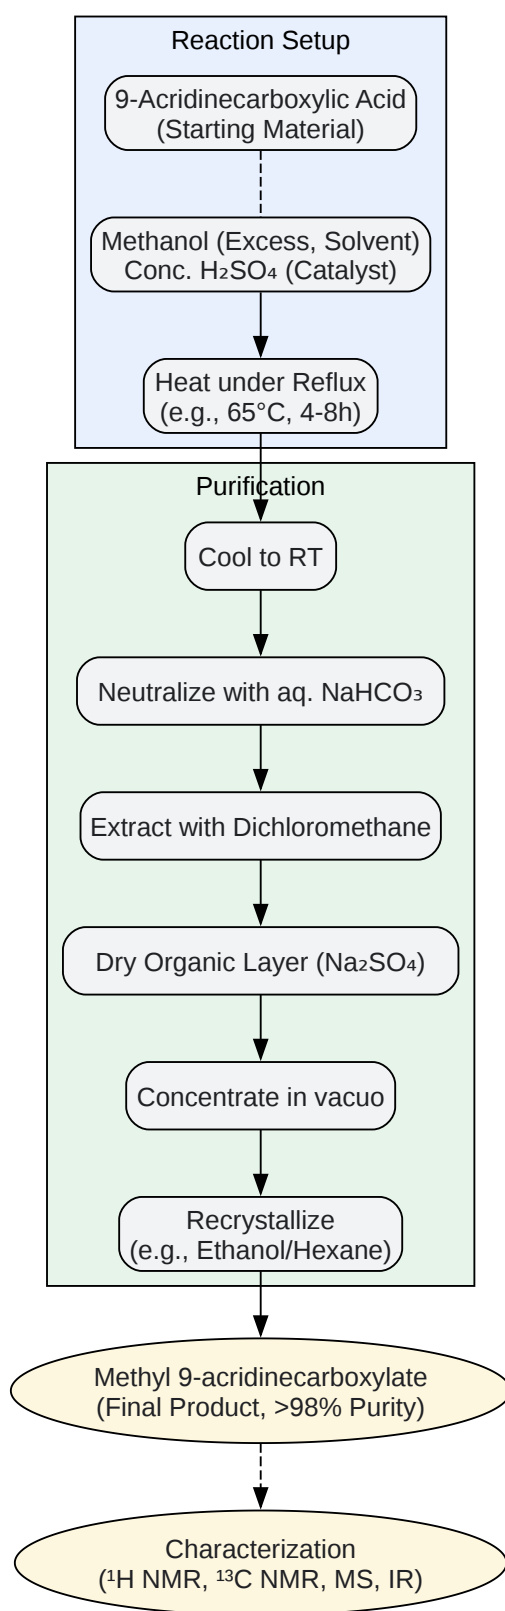 Reaction Setup
9-Acridinecarboxylic Acid
(Starting Material)
Methanol (Excess, Solvent)
Conc. H₂SO₄ (Catalyst)
Heat under Reflux
(e.g., 65°C, 4-8h)
Purification
Cool to RT
Neutralize with aq. NaHCO₃
Extract with Dichloromethane
Dry Organic Layer (Na₂SO₄)
Concentrate in vacuo
Recrystallize
(e.g., Ethanol/Hexane)
Methyl 9-acridinecarboxylate
(Final Product, >98% Purity)
Characterization
(¹H NMR, ¹³C NMR, MS, IR)